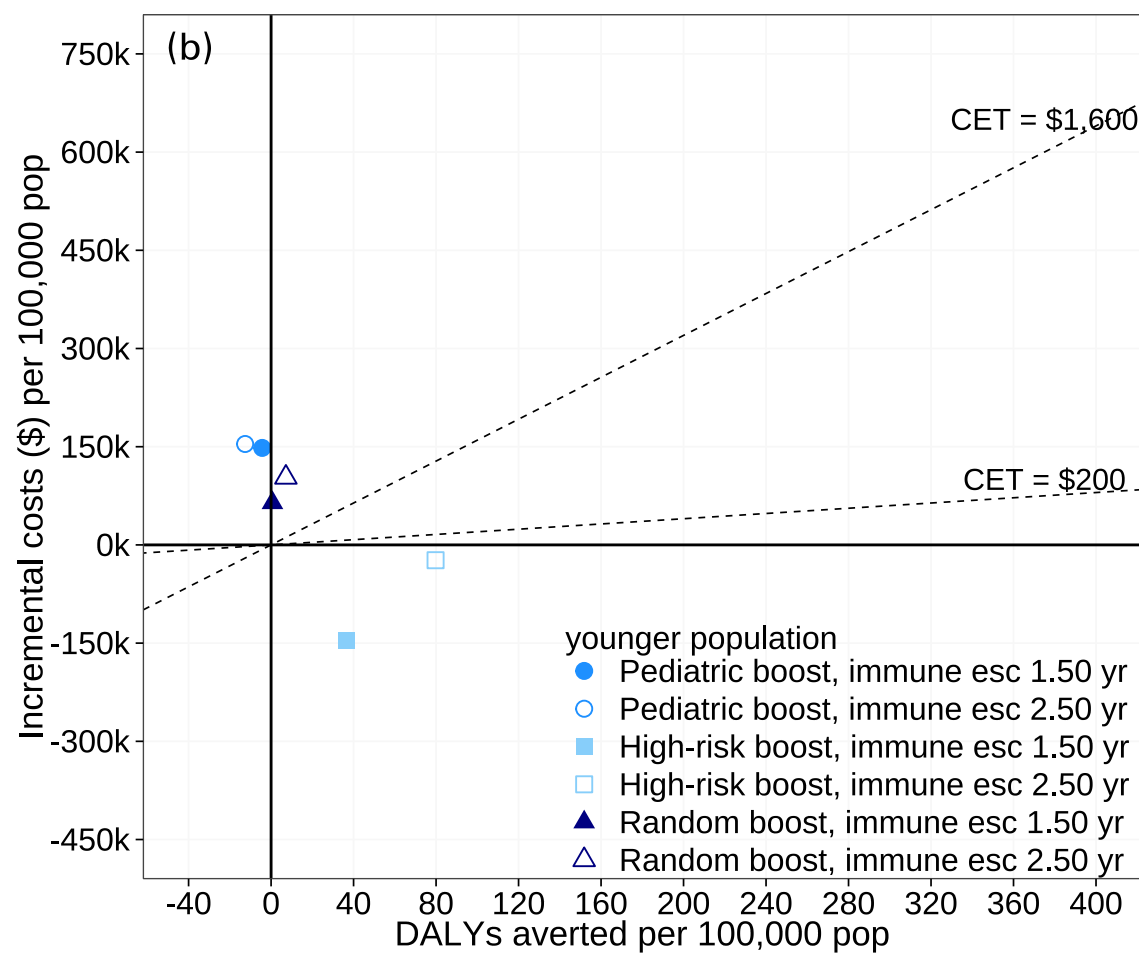 (b)
750k
600k
450k
300k
150k
0k
-150k
-300k
-450k
Incremental costs ($) per 100,000 pop
CET = $1,600
CET = $200
younger population
Pediatric boost, immune esc 1.50 yr
Pediatric boost, immune esc 2.50 yr
High-risk boost, immune esc 1.50 yr
High-risk boost, immune esc 2.50 yr
Random boost, immune esc 1.50 yr
Random boost, immune esc 2.50 yr
-40 0 40 80 120 160 200 240 280 320 360 400
DALYs averted per 100,000 pop